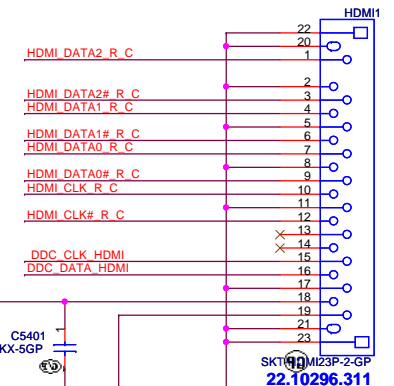 HDMI1
22
20
HDMI_DATA2_R_C 1
2
HDMI_DATA2#_R_C 3
HDMI_DATA1_R_C 4
5
HDMI_DATA1#_R_C 6
HDMI_DATA0_R_C 7
8
HDMI_DATA0#_R_C 9
HDMI_CLK_R_C 10
11
HDMI_CLK#_R_C 12
13
14
DDC_CLK_HDMI 15
DDC_DATA_HDMI 16
17
18
19
21
23
C5401 1
KX-5GP
22.10296.311